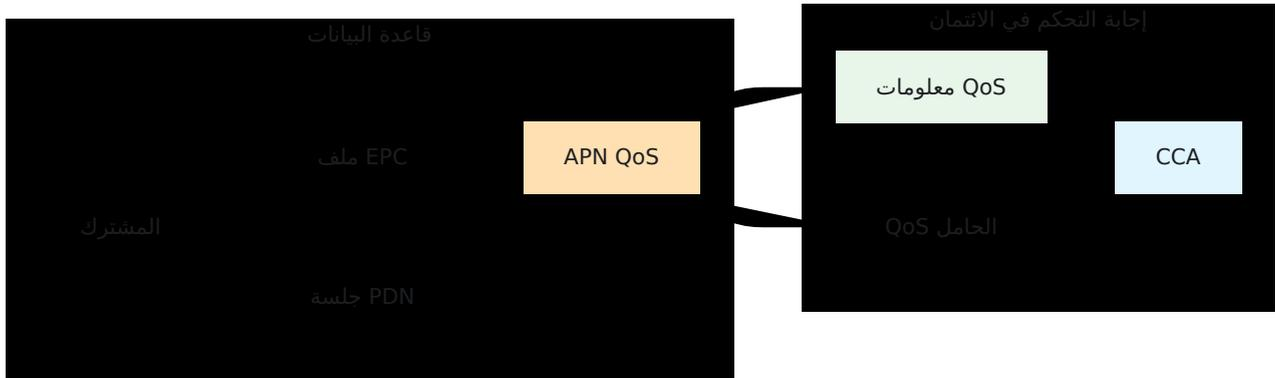 قاعدة البيانات
ملف EPC
APN QoS
المشترك
جلسة PDN
إجابة التحكم في الائتمان
معلومات QoS
CCA
الحامل QoS